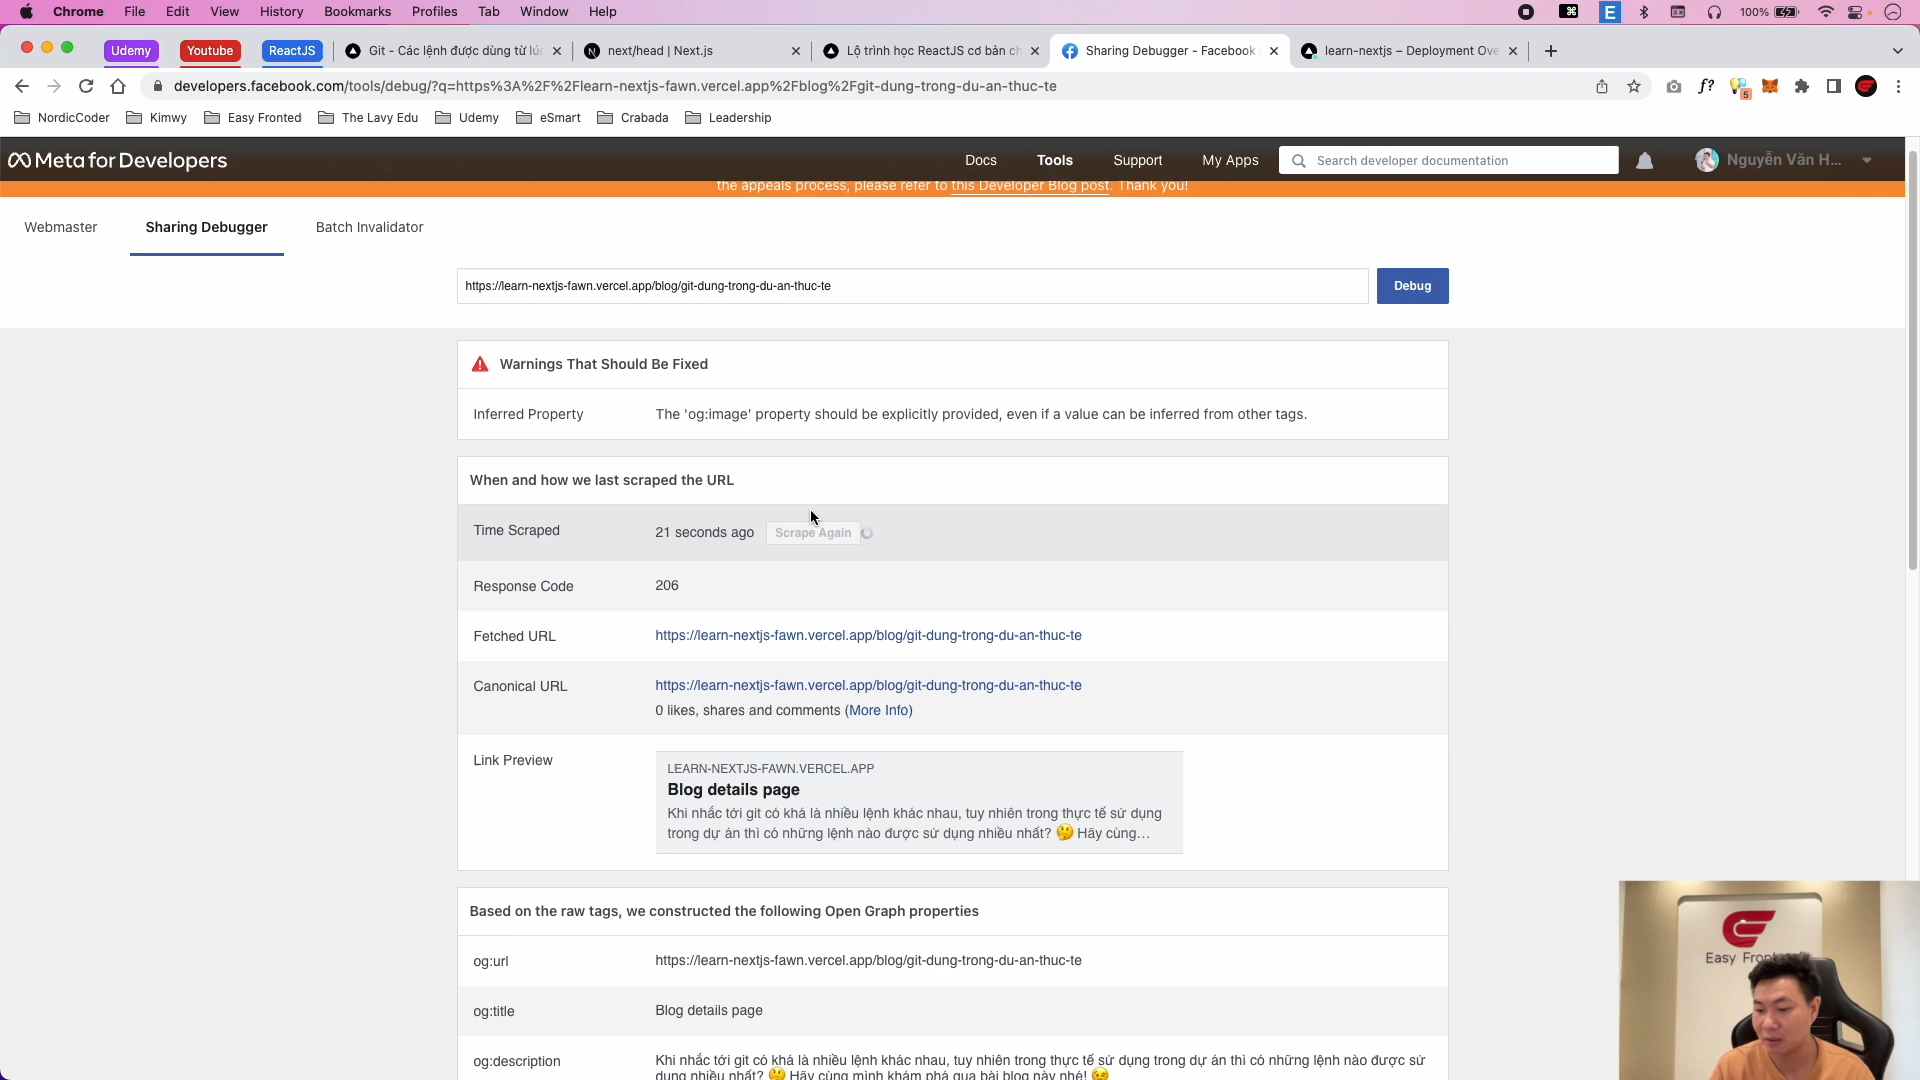 Chrome File Edit View History Bookmarks Profiles Tab Window Help
E 100%
Udemy Youtube ReactJS Git - Các lệnh được dùng từ lúc next/head | Next.js Lộ trình học ReactJS cơ bản ch Sharing Debugger - Facebook learn-nextjs – Deployment Ove
developers.facebook.com/tools/debug/?q=https%3A%2F%2Flearn-nextjs-fawn.vercel.app%2Fblog%2Fgit-dung-trong-du-an-thuc-te f? 5
NordicCoder Kimwy Easy Fronted The Lavy Edu Udemy eSmart Crabada Leadership
Meta for Developers Docs Tools Support My Apps Search developer documentation Nguyễn Văn H...
the appeals process, please refer to this Developer Blog post. Thank you!
Webmaster Sharing Debugger Batch Invalidator
https://learn-nextjs-fawn.vercel.app/blog/git-dung-trong-du-an-thuc-te Debug
Warnings That Should Be Fixed
Inferred Property The 'og:image' property should be explicitly provided, even if a value can be inferred from other tags.
When and how we last scraped the URL
Time Scraped 21 seconds ago Scrape Again
Response Code 206
Fetched URL https://learn-nextjs-fawn.vercel.app/blog/git-dung-trong-du-an-thuc-te
Canonical URL https://learn-nextjs-fawn.vercel.app/blog/git-dung-trong-du-an-thuc-te
0 likes, shares and comments (More Info)
Link Preview
LEARN-NEXTJS-FAWN.VERCEL.APP
Blog details page
Khi nhắc tới git có khá là nhiều lệnh khác nhau, tuy nhiên trong thực tế sử dụng
trong dự án thì có những lệnh nào được sử dụng nhiều nhất? 🤔 Hãy cùng...
Based on the raw tags, we constructed the following Open Graph properties
og:url https://learn-nextjs-fawn.vercel.app/blog/git-dung-trong-du-an-thuc-te
og:title Blog details page
og:description Khi nhắc tới git có khá là nhiều lệnh khác nhau, tuy nhiên trong thực tế sử dụng trong dự án thì có những lệnh nào được sử
dụng nhiều nhất? 🤔 Hãy cùng mình khám phá qua bài blog này nhé! 😉
Easy